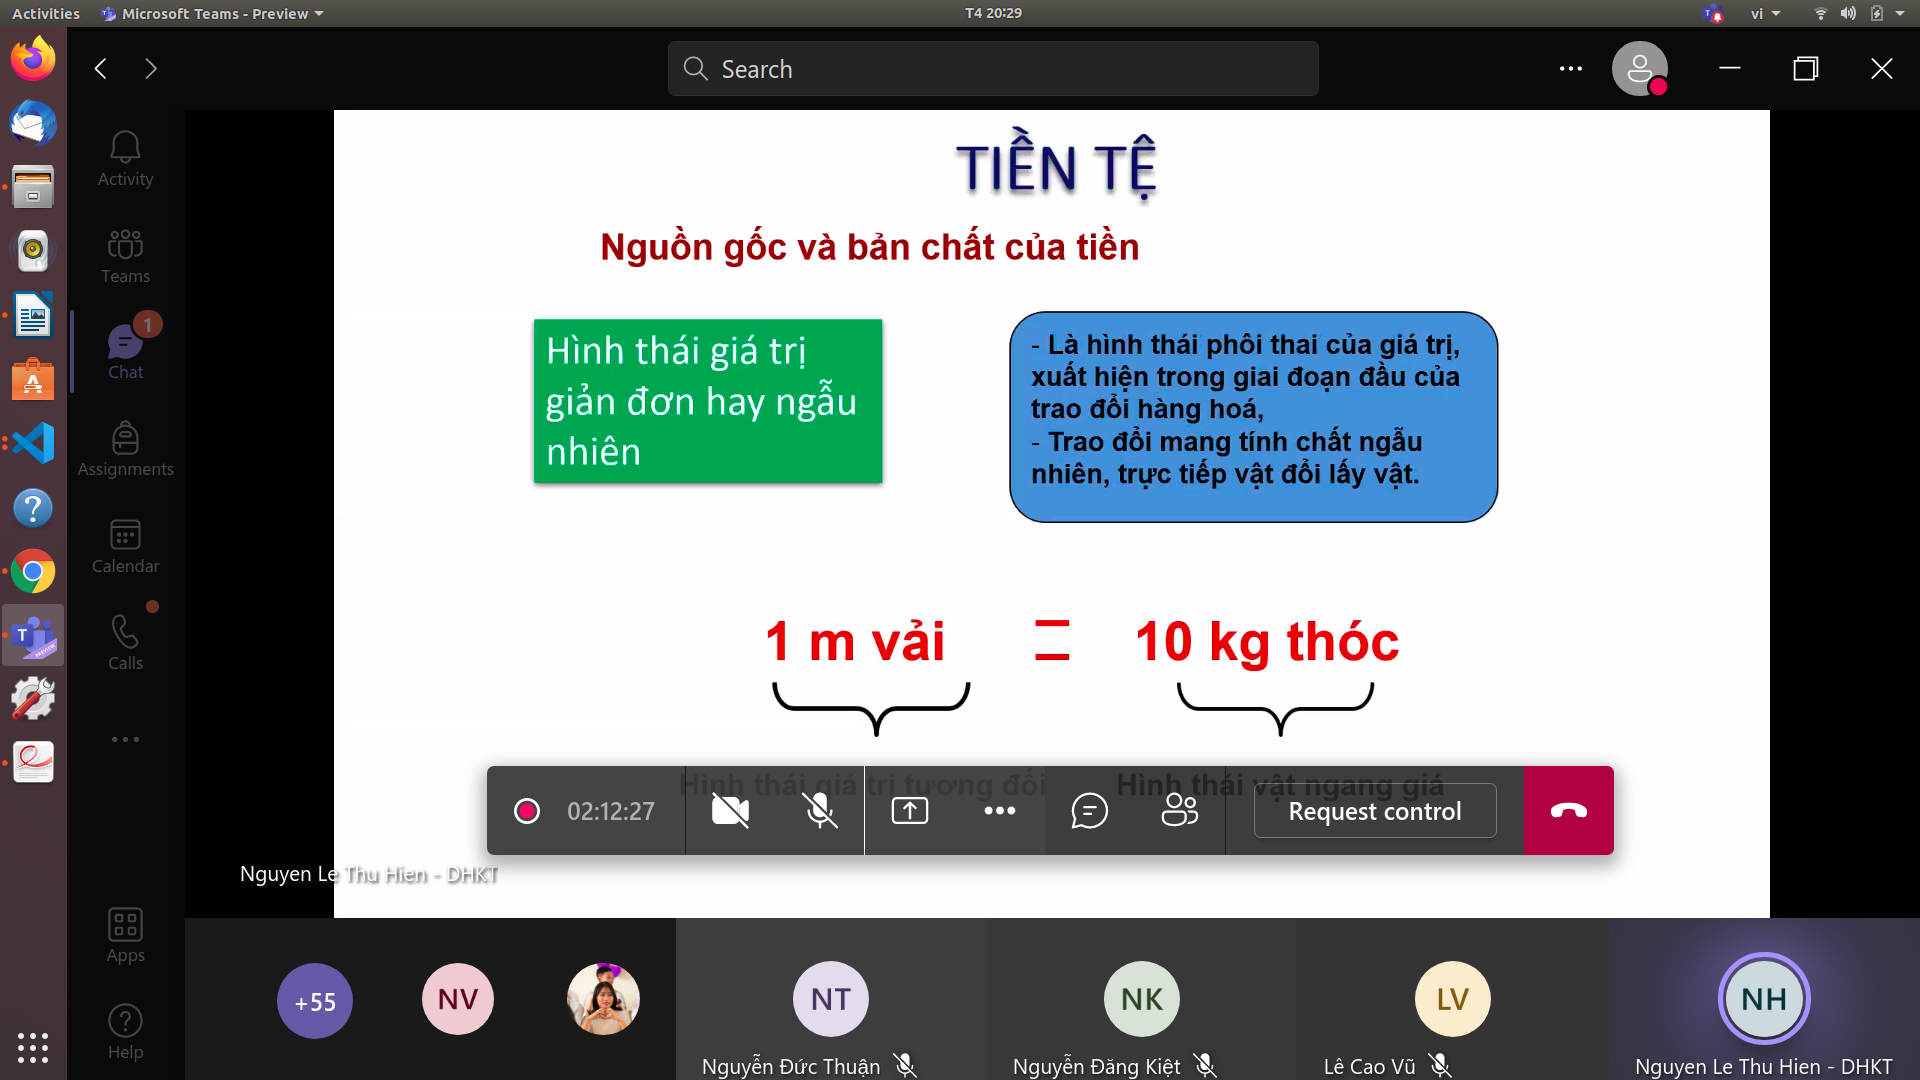 Activities
Microsoft Teams - Preview
T4 20:29
vi
Search
Activity
Teams
1
Chat
Assignments
Calendar
Calls
Apps
Help
TIỀN TỆ
Nguồn gốc và bản chất của tiền
Hình thái giá trị
giản đơn hay ngẫu
nhiên
- Là hình thái phôi thai của giá trị,
xuất hiện trong giai đoạn đầu của
trao đổi hàng hoá,
- Trao đổi mang tính chất ngẫu
nhiên, trực tiếp vật đổi lấy vật.
1 m vải = 10 kg thóc
Hình thái giá trị tương đối
Hình thái vật ngang giá
02:12:27
Request control
Nguyen Le Thu Hien - DHKT
+55
NV
NT
NK
LV
NH
Nguyễn Đức Thuận
Nguyễn Đăng Kiệt
Lê Cao Vũ
Nguyen Le Thu Hien - DHKT